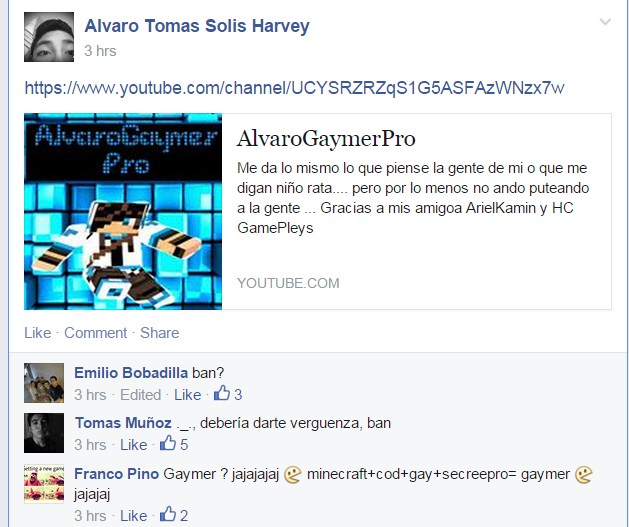 Alvaro Tomas Solis Harvey
3 hrs
https://www.youtube.com/channel/UCYSRZRZqS1G5ASFAzWNzx7w
AlvaroGaymer
Pro
AlvaroGaymerPro
Me da lo mismo lo que piense la gente de mi o que me
digan niño rata.... pero por lo menos no ando puteando
a la gente ... Gracias a mis amigoa ArielKamin y HC
GamePleys
YOUTUBE.COM
Like · Comment · Share
Emilio Bobadilla ban?
3 hrs · Edited · Like · 3
Tomas Muñoz ._., debería darte verguenza, ban
3 hrs · Like · 5
Franco Pino Gaymer ? jajajajaj minecraft+cod+gay+secreepro= gaymer
jajajaj
3 hrs · Like · 2